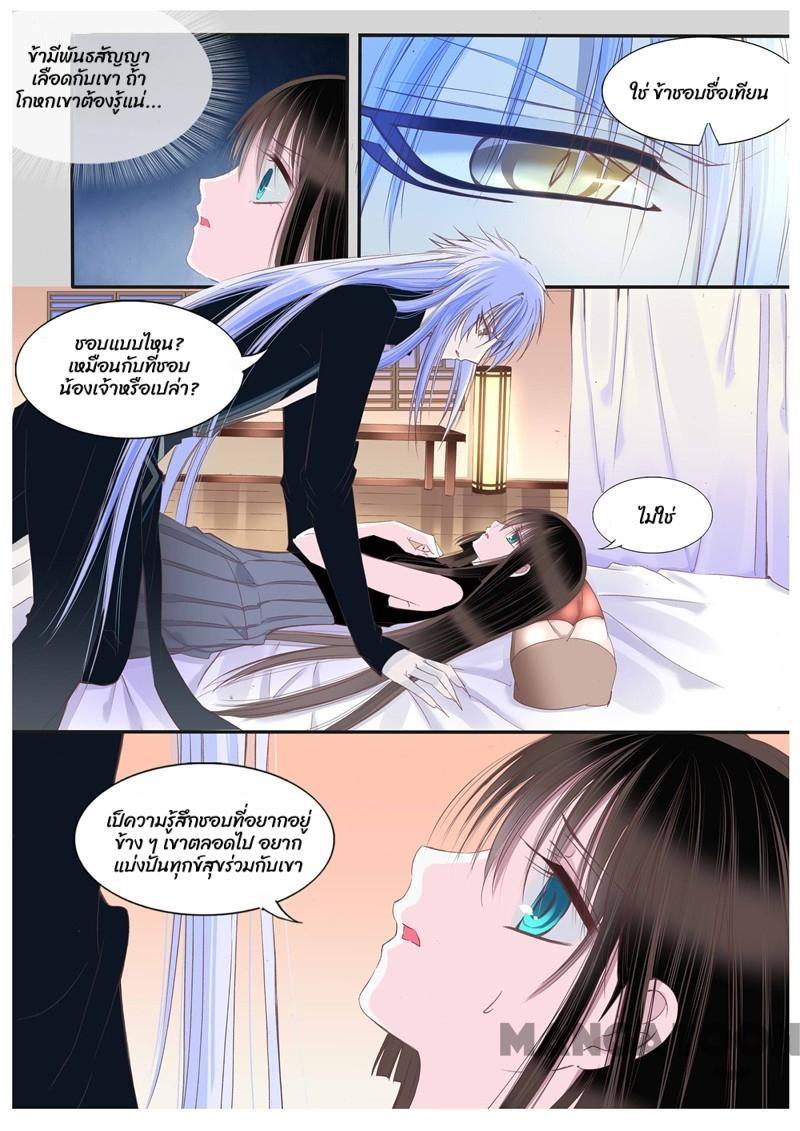 ข้ามีพันธสัญญา
เลือดกับเขา ถ้า
โกหกเขาต้องรู้แน่...
ใช่ ข้าชอบชื่อเทียน
ชอบแบบไหน?
เหมือนกับที่ชอบ
น้องเจ้าหรือเปล่า?
ไม่ใช่
เป็ความรู้สึกชอบที่อยากอยู่
ข้าง ๆ เขาตลอดไป อยาก
แบ่งปันทุกข์สุขร่วมกับเขา
MANGATOON